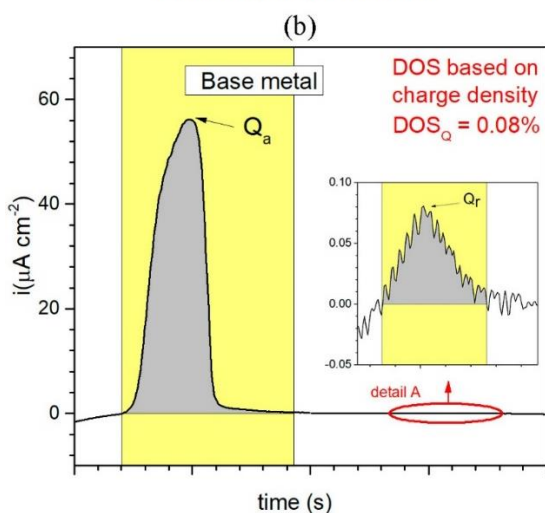 (b)
Base metal
DOS based on
charge density
DOS_Q = 0.08%
Q_a
60
40
20
0
i(μA cm⁻²)
0.10
0.05
0.00
-0.05
Q_r
detail A
time (s)